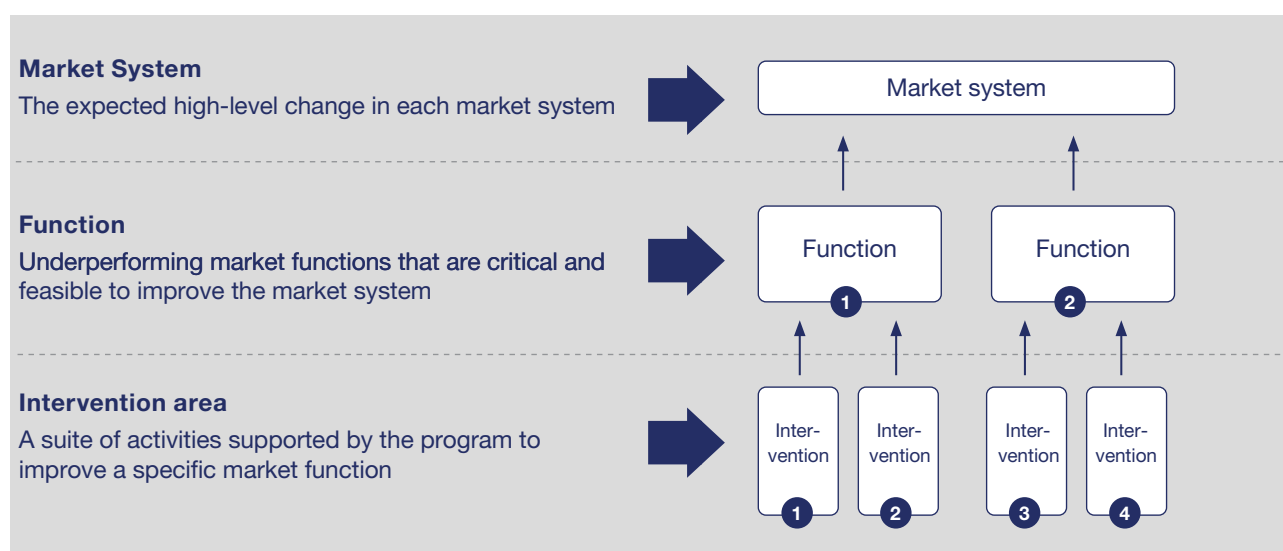 Market System
The expected high-level change in each market system
Market system
Function
Underperforming market functions that are critical and
feasible to improve the market system
Function
1
Function
2
Intervention area
A suite of activities supported by the program to
improve a specific market function
Inter-
vention
1
Inter-
vention
2
Inter-
vention
3
Inter-
vention
4